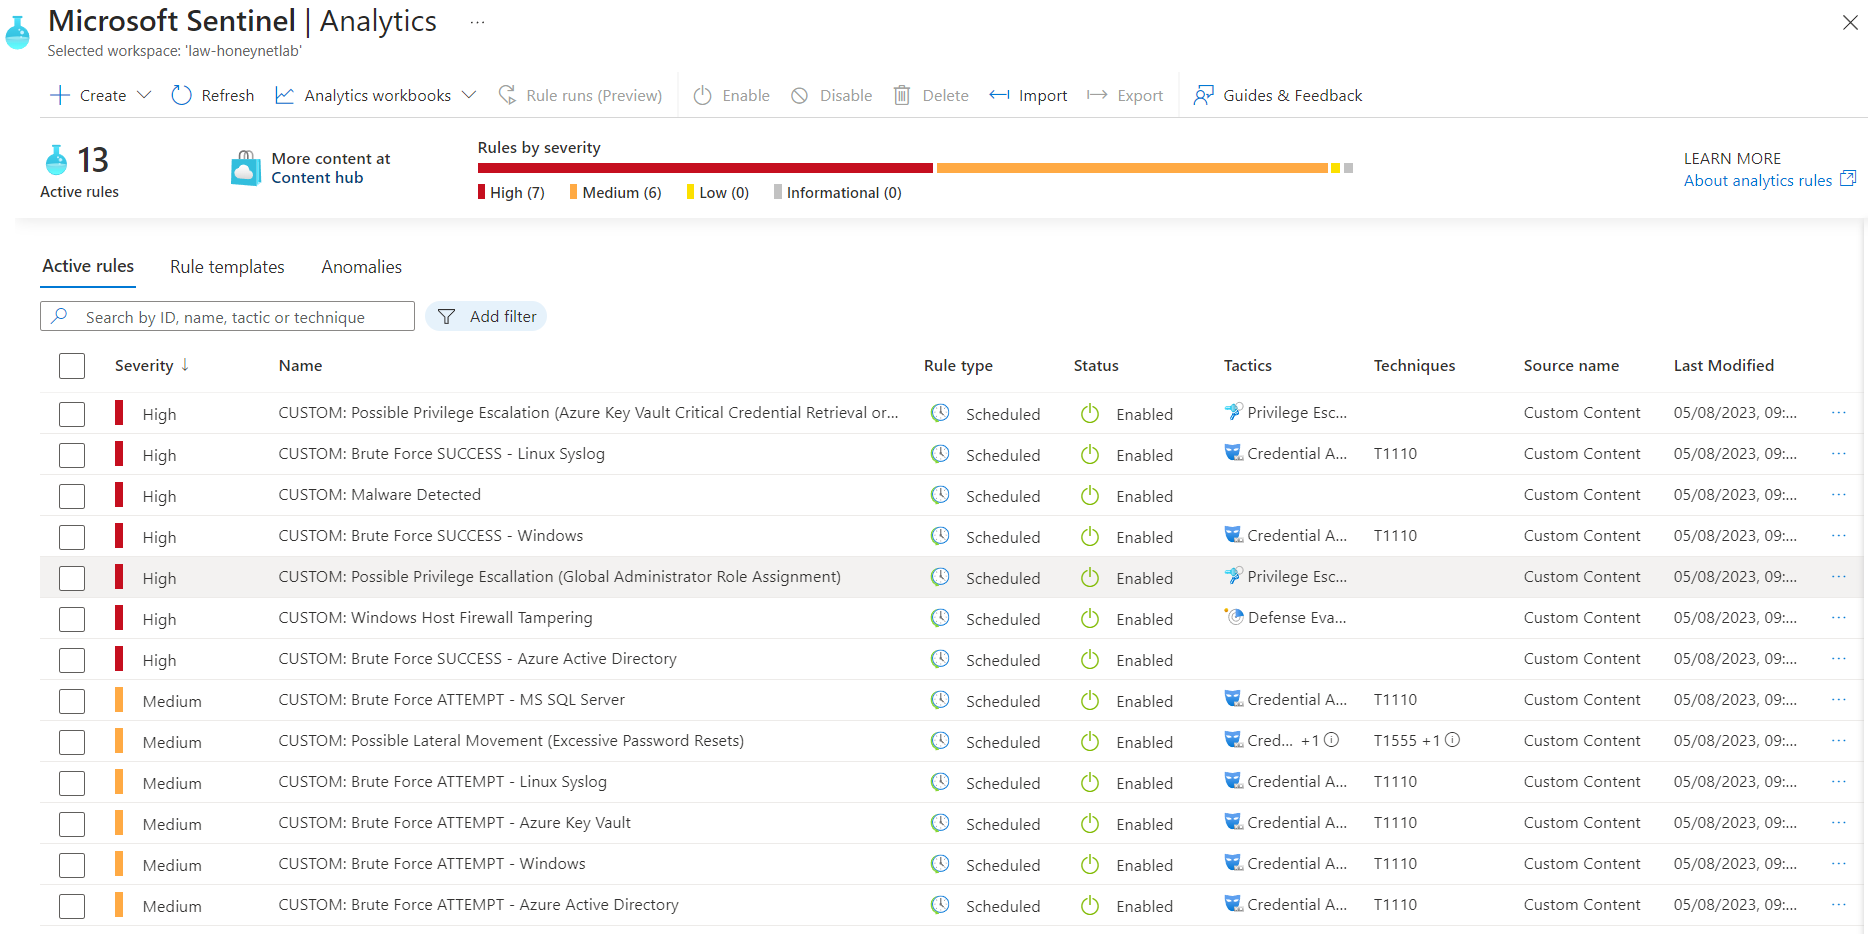 Microsoft Sentinel | Analytics ...
Selected workspace: 'law-honeynetlab'
Create Refresh Analytics workbooks Rule runs (Preview) Enable Disable Delete Import Export Guides & Feedback
13
Active rules
More content at
Content hub
Rules by severity
High (7) Medium (6) Low (0) Informational (0)
LEARN MORE
About analytics rules
Active rules Rule templates Anomalies
Search by ID, name, tactic or technique Add filter
Severity ↓ Name Rule type Status Tactics Techniques Source name Last Modified
High CUSTOM: Possible Privilege Escalation (Azure Key Vault Critical Credential Retrieval or... Scheduled Enabled Privilege Esc... Custom Content 05/08/2023, 09:... ...
High CUSTOM: Brute Force SUCCESS - Linux Syslog Scheduled Enabled Credential A... T1110 Custom Content 05/08/2023, 09:... ...
High CUSTOM: Malware Detected Scheduled Enabled Custom Content 05/08/2023, 09:... ...
High CUSTOM: Brute Force SUCCESS - Windows Scheduled Enabled Credential A... T1110 Custom Content 05/08/2023, 09:... ...
High CUSTOM: Possible Privilege Escallation (Global Administrator Role Assignment) Scheduled Enabled Privilege Esc... Custom Content 05/08/2023, 09:... ...
High CUSTOM: Windows Host Firewall Tampering Scheduled Enabled Defense Eva... Custom Content 05/08/2023, 09:... ...
High CUSTOM: Brute Force SUCCESS - Azure Active Directory Scheduled Enabled Custom Content 05/08/2023, 09:... ...
Medium CUSTOM: Brute Force ATTEMPT - MS SQL Server Scheduled Enabled Credential A... T1110 Custom Content 05/08/2023, 09:... ...
Medium CUSTOM: Possible Lateral Movement (Excessive Password Resets) Scheduled Enabled Cred... +1 T1555 +1 Custom Content 05/08/2023, 09:... ...
Medium CUSTOM: Brute Force ATTEMPT - Linux Syslog Scheduled Enabled Credential A... T1110 Custom Content 05/08/2023, 09:... ...
Medium CUSTOM: Brute Force ATTEMPT - Azure Key Vault Scheduled Enabled Credential A... T1110 Custom Content 05/08/2023, 09:... ...
Medium CUSTOM: Brute Force ATTEMPT - Windows Scheduled Enabled Credential A... T1110 Custom Content 05/08/2023, 09:... ...
Medium CUSTOM: Brute Force ATTEMPT - Azure Active Directory Scheduled Enabled Credential A... T1110 Custom Content 05/08/2023, 09:... ...